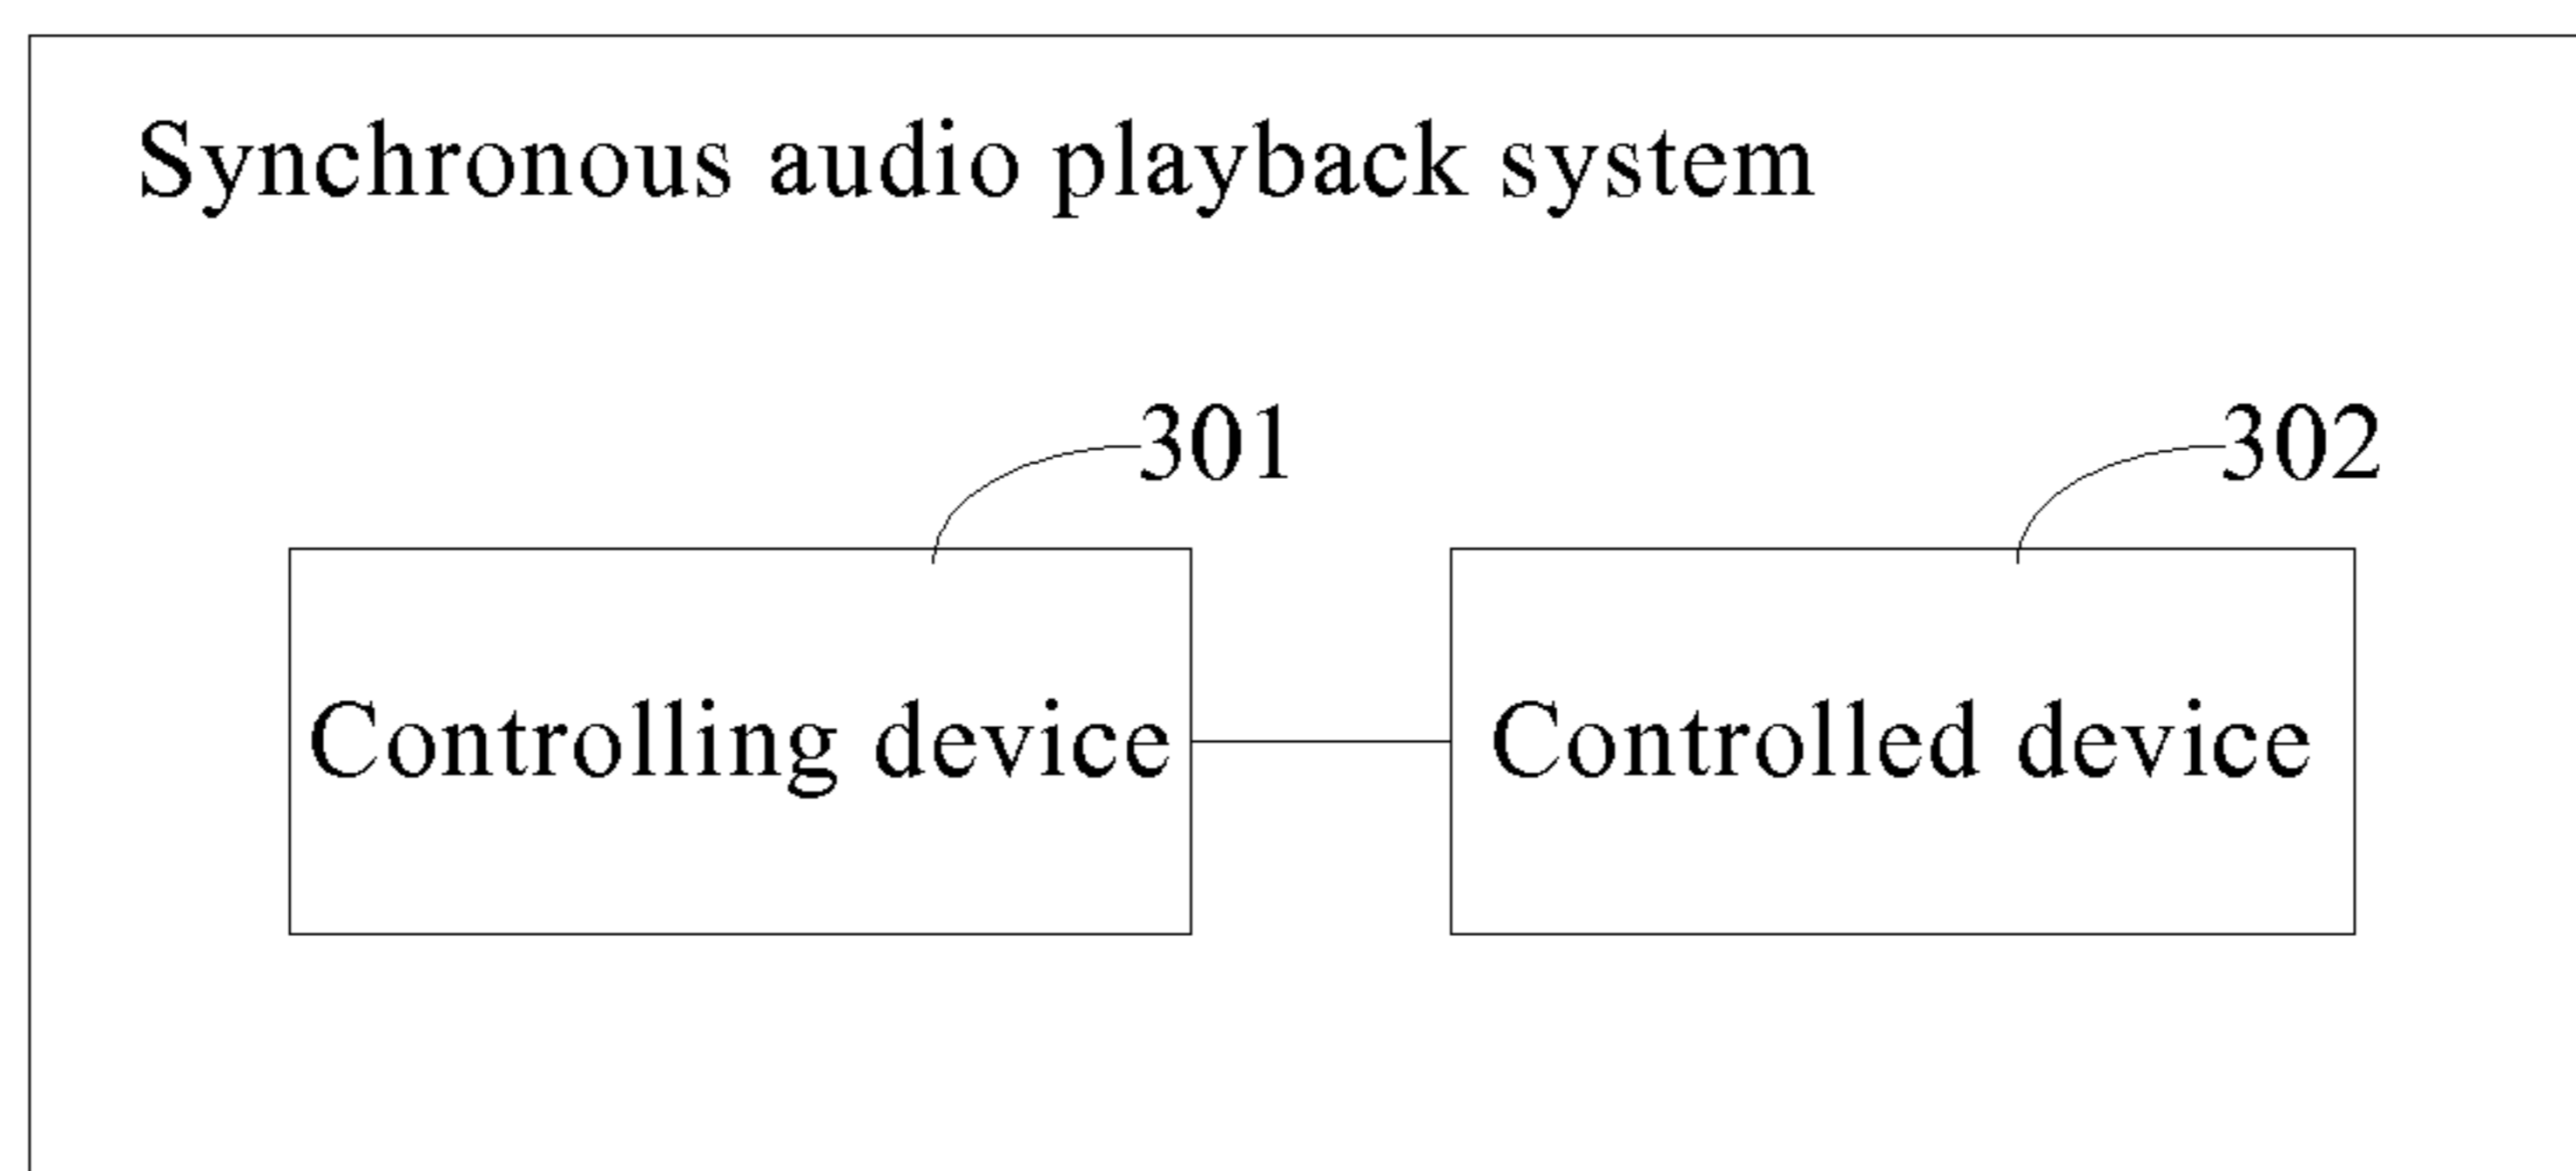 Synchronous audio playback system
301
302
Controlling device
Controlled device